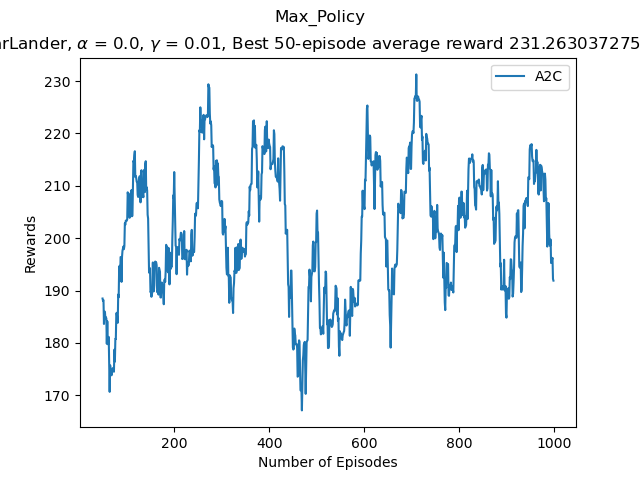 Max_Policy
arLander, α = 0.0, γ = 0.01, Best 50-episode average reward 231.263037275
A2C
Rewards
230
220
210
200
190
180
170
200
400
600
800
1000
Number of Episodes